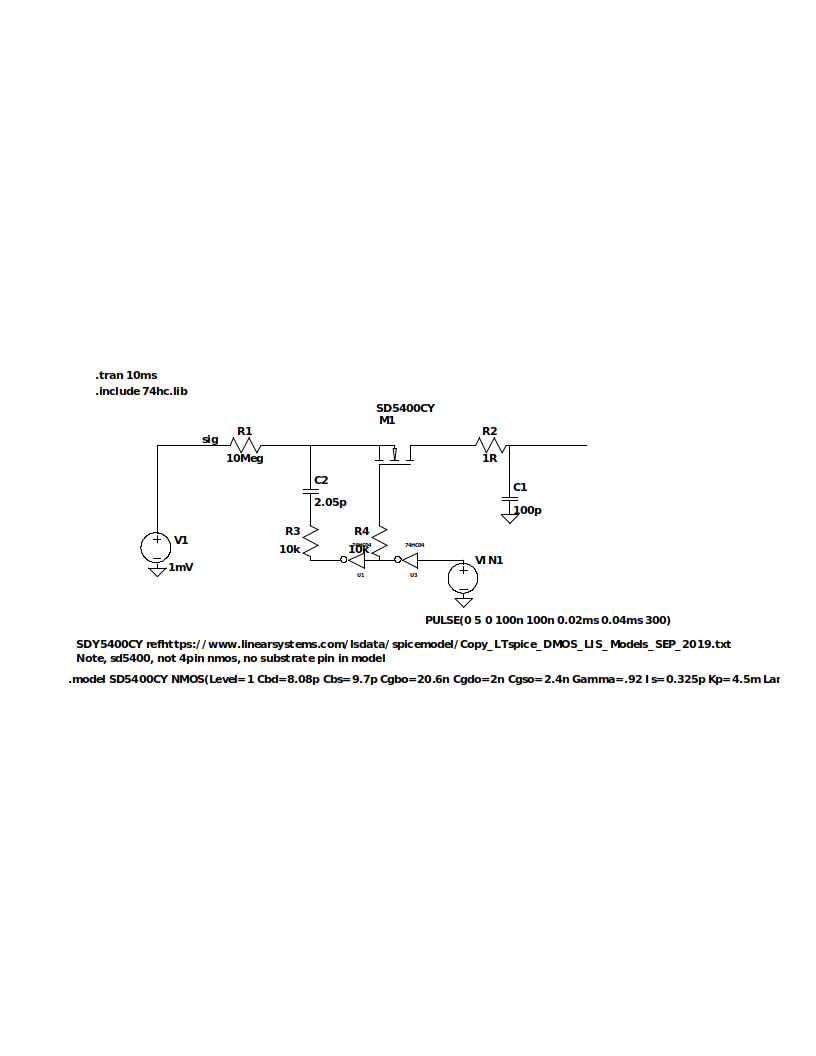 .tran 10ms
.include 74hc.lib
SD5400CY
M1
R1
R2
sig
10Meg
1R
C2
C1
2.05p
100p
R3
R4
V1
74HC04
74HC04
10k
10k
VIN1
1mV
U1
U3
PULSE(0 5 0 100n 100n 0.02ms 0.04ms 300)
SDY5400CY refhttps://www.linearsystems.com/lsdata/spicemodel/Copy_LTspice_DMOS_LIS_Models_SEP_2019.txt
Note, sd5400, not 4pin nmos, no substrate pin in model
.model SD5400CY NMOS(Level=1 Cbd=8.08p Cbs=9.7p Cgbo=20.6n Cgdo=2n Cgso=2.4n Gamma=.92 Is=0.325p Kp=4.5m Lar